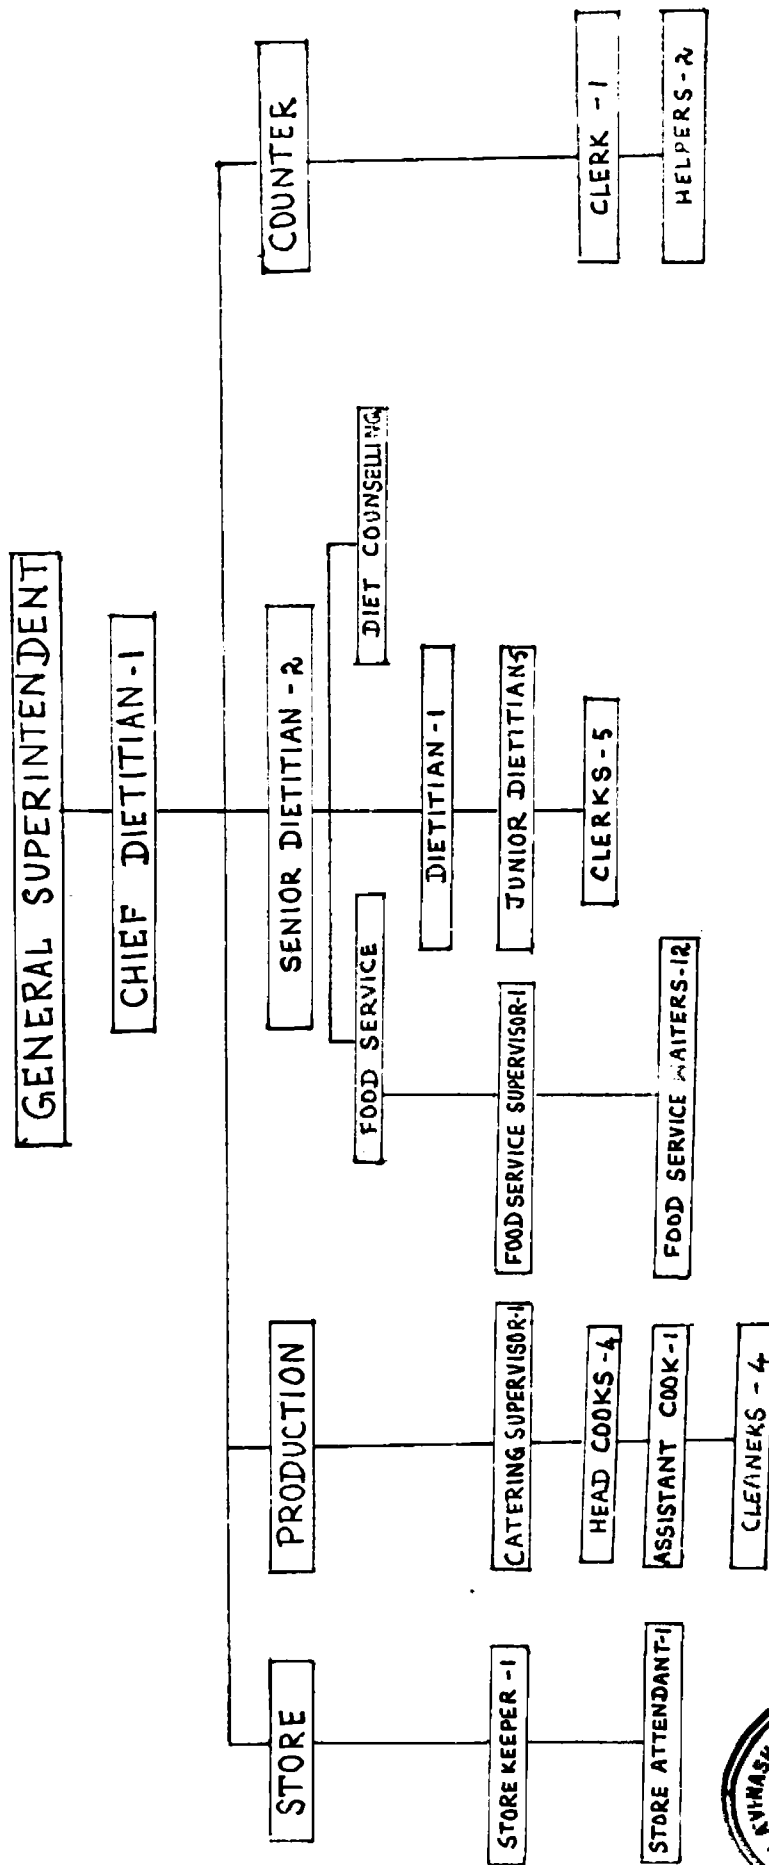 GENERAL SUPERINTENDENT
CHIEF DIETITIAN-1
STORE
PRODUCTION
SENIOR DIETITIAN-2
COUNTER
FOOD SERVICE
DIET COUNSELLING
DIETITIAN-1
STORE KEEPER-1
CATERING SUPERVISOR-1
FOOD SERVICE SUPERVISOR-1
JUNIOR DIETITIAN5
HEAD COOKS-4
CLERKS-5
CLERK -1
STORE ATTENDANT-1
ASSISTANT COOK-1
FOOD SERVICE WAITERS-12
HELPERS-2
CLEANERS-4